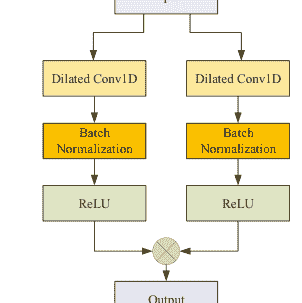 Dilated Conv1D
Dilated Conv1D
Batch
Normalization
Batch
Normalization
ReLU
ReLU
Output